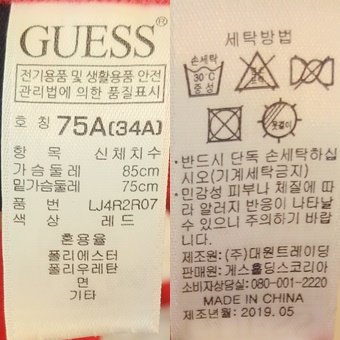 GUESS®
전기용품 및 생활용품 안전
관리법에 의한 품질표시
호 칭 75A(34A)
항 목 신체치수
가슴둘레 85cm
밑가슴둘레 75cm
품 번 LJ4R2R07
색 상 레드
혼용율
폴리에스터
폴리우레탄
면
기타
세탁방법
손세탁
30℃
중성
옷걸이
·반드시 단독 손세탁하십
시오(기계세탁금지)
·민감성 피부나 체질에 따
라 알러지 반응이 나타날
수 있으니 주의하기 바랍
니다.
제조원: (주)대원트레이딩
판매원: 게스홀딩스코리아
소비자상담실: 080-001-2220
MADE IN CHINA
제조년월: 2019.05